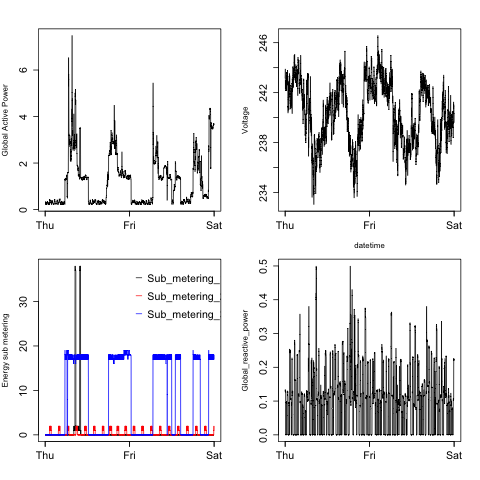 Global Active Power
0
2
4
6
Thu
Fri
Sat
Voltage
234
238
242
246
Thu
Fri
Sat
datetime
Energy sub metering
0
10
20
30
Thu
Fri
Sat
Sub_metering_
Sub_metering_
Sub_metering_
Global_reactive_power
0.0
0.1
0.2
0.3
0.4
0.5
Thu
Fri
Sat